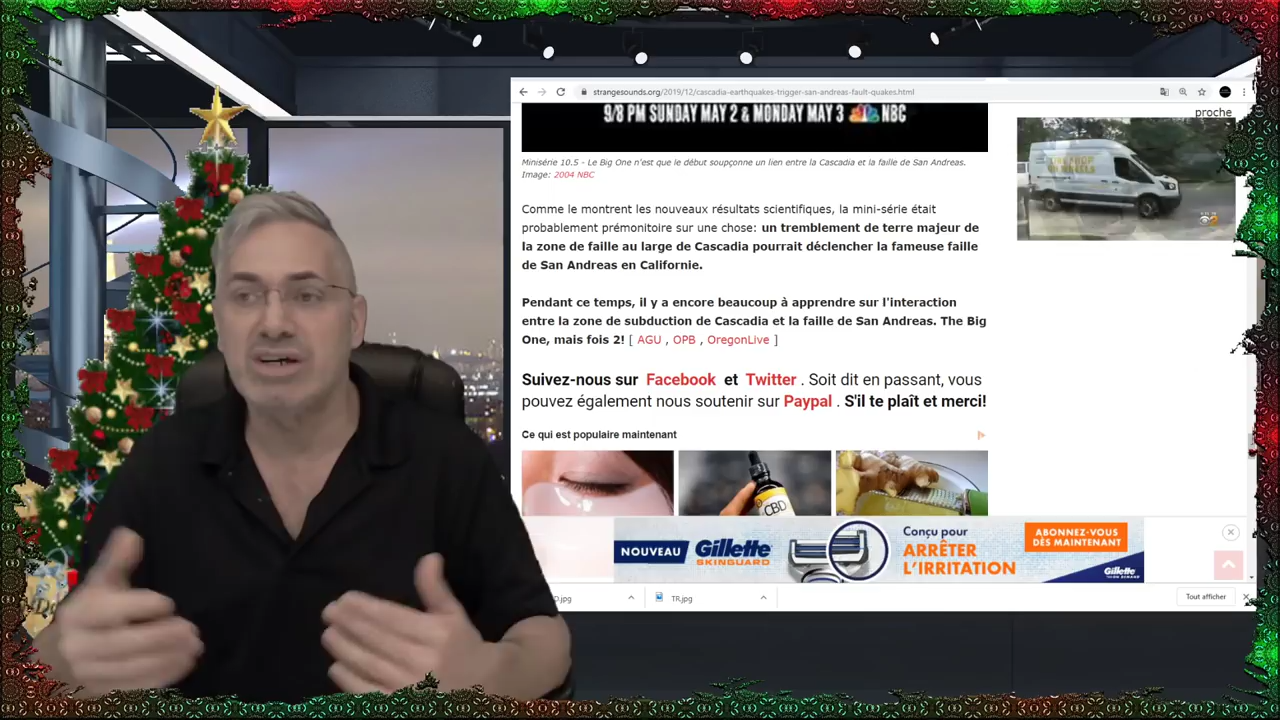 strangesounds.org/2019/12/cascadia-earthquakes-trigger-san-andreas-fault-quakes.html
9/8 PM SUNDAY MAY 2 & MONDAY MAY 3 NBC
proche
Minisérie 10.5 - Le Big One n'est que le début soupçonne un lien entre la Cascadia et la faille de San Andreas.
Image: 2004 NBC
Comme le montrent les nouveaux résultats scientifiques, la mini-série était
probablement prémonitoire sur une chose: un tremblement de terre majeur de
la zone de faille au large de Cascadia pourrait déclencher la fameuse faille
de San Andreas en Californie.
Pendant ce temps, il y a encore beaucoup à apprendre sur l'interaction
entre la zone de subduction de Cascadia et la faille de San Andreas. The Big
One, mais fois 2! [ AGU , OPB , OregonLive ]
Suivez-nous sur Facebook et Twitter . Soit dit en passant, vous
pouvez également nous soutenir sur Paypal . S'il te plaît et merci!
Ce qui est populaire maintenant
CBD
NOUVEAU Gillette SKINGUARD
Conçu pour
ARRÊTER
L'IRRITATION
ABONNEZ-VOUS
DÈS MAINTENANT
Gillette
D.jpg
TR.jpg
Tout afficher